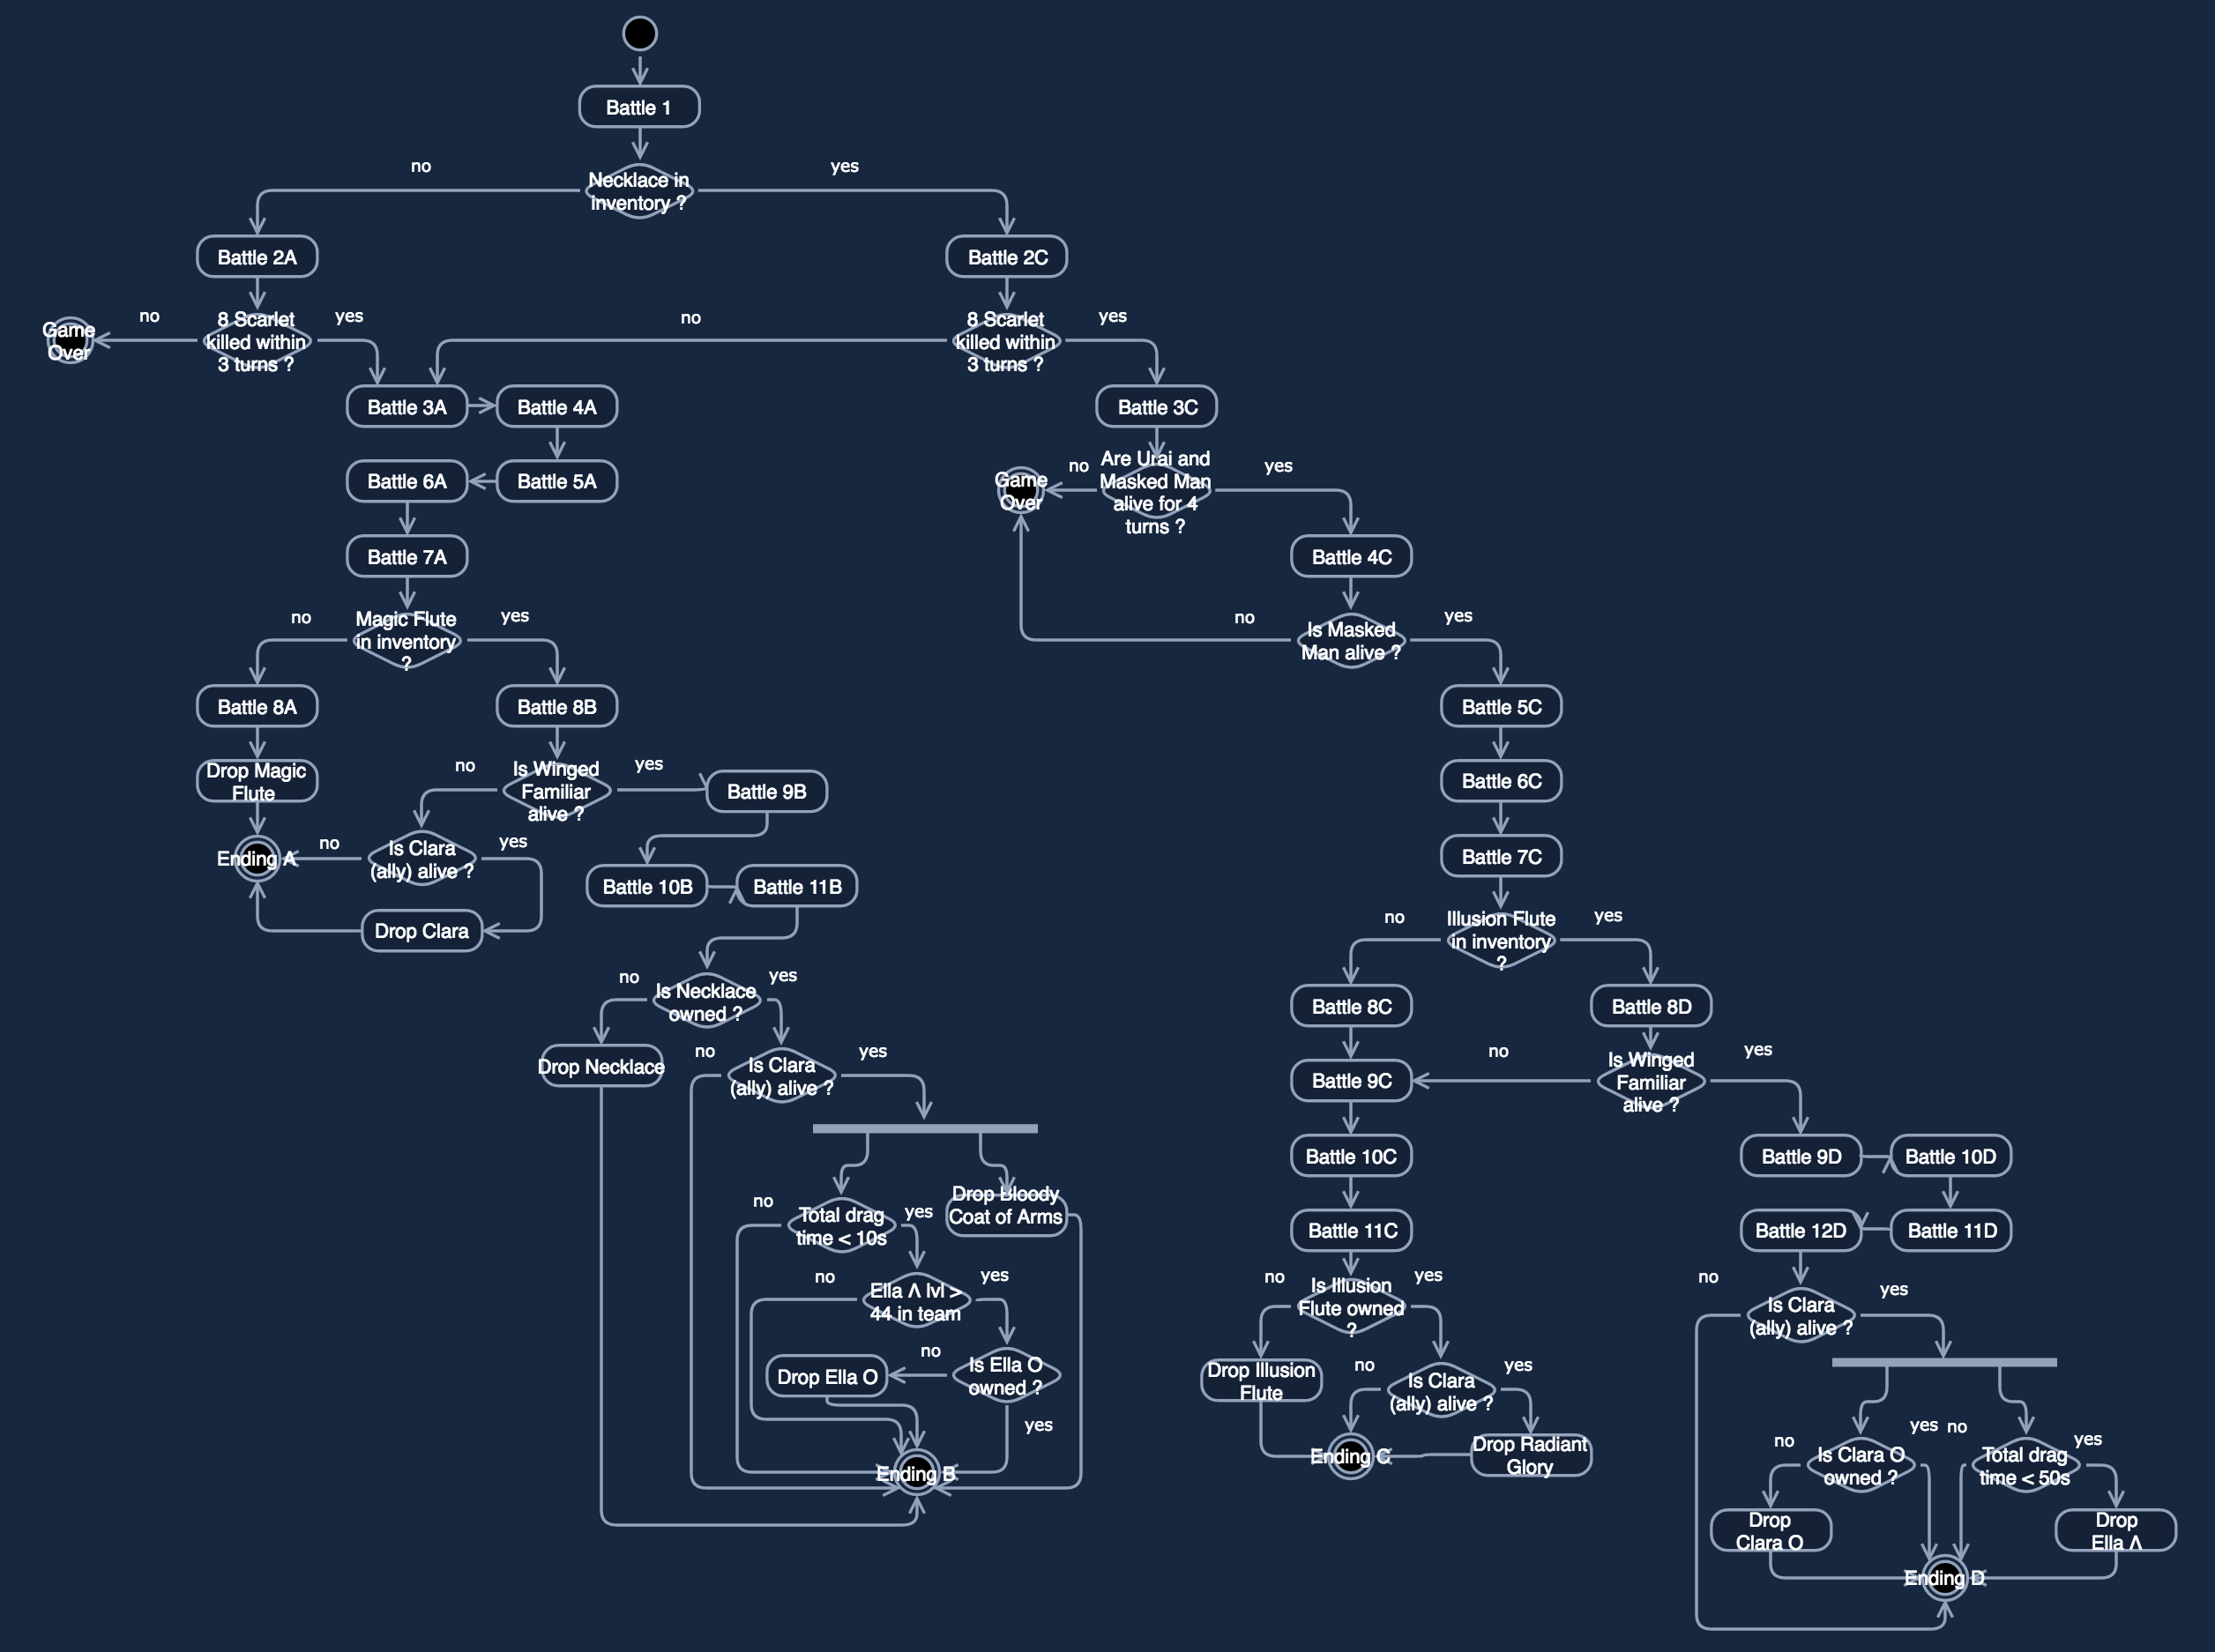 Battle 1
no
yes
Necklace in
inventory ?
Battle 2A
Battle 2C
no
yes
no
yes
Game
Over
8 Scarlet
killed within
3 turns ?
8 Scarlet
killed within
3 turns ?
Battle 3A
Battle 4A
Battle 3C
Battle 6A
Battle 5A
Game
Over
no
Are Urai and
Masked Man
alive for 4
turns ?
yes
Battle 7A
Battle 4C
no
Magic Flute
in inventory
?
yes
no
Is Masked
Man alive ?
yes
Battle 8A
Battle 8B
Battle 5C
Drop Magic
Flute
no
Is Winged
Familiar
alive ?
yes
Battle 9B
Battle 6C
Ending A
no
Is Clara
(ally) alive ?
yes
Battle 7C
Battle 10B
Battle 11B
Drop Clara
no
Illusion Flute
in inventory
?
yes
no
Is Necklace
owned ?
yes
Battle 8C
Battle 8D
Drop Necklace
no
Is Clara
(ally) alive ?
yes
Battle 9C
no
Is Winged
Familiar
alive ?
yes
Battle 10C
Battle 9D
Battle 10D
no
Total drag
time < 10s
yes
Drop Bloody
Coat of Arms
Battle 11C
Battle 12D
Battle 11D
no
Ella Λ lvl >
44 in team
yes
no
Is Illusion
Flute owned
?
yes
no
Is Clara
(ally) alive ?
yes
Drop Ella O
no
Is Ella O
owned ?
yes
Drop Illusion
Flute
no
Is Clara
(ally) alive ?
yes
Ending B
Ending C
Drop Radiant
Glory
no
Is Clara O
owned ?
yes
no
Total drag
time < 50s
yes
Drop
Clara O
Drop
Ella Λ
Ending D